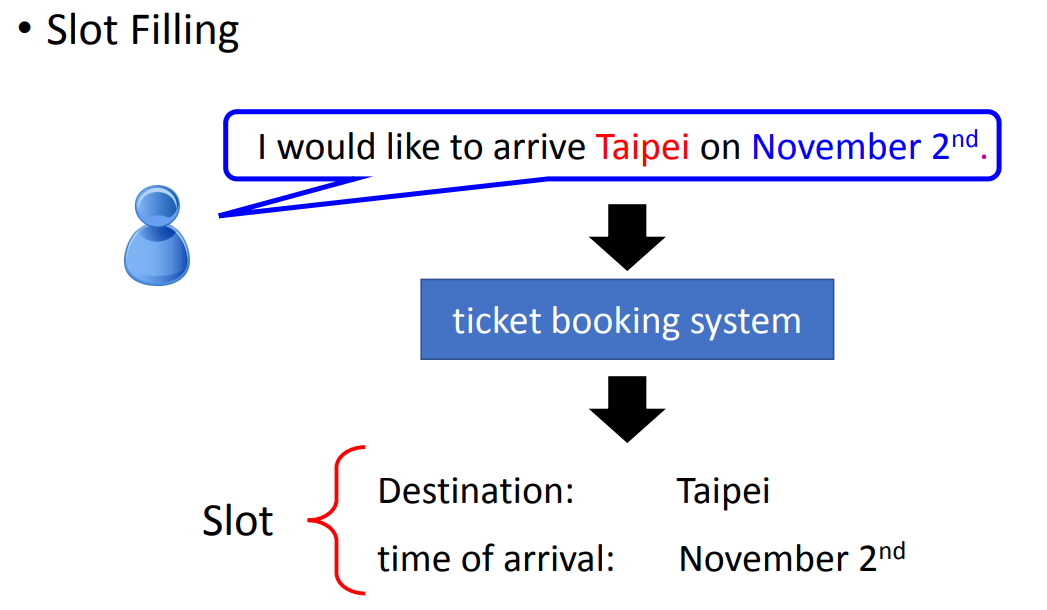 • Slot Filling
I would like to arrive Taipei on November 2nd.
ticket booking system
Slot
Destination: Taipei
time of arrival: November 2nd